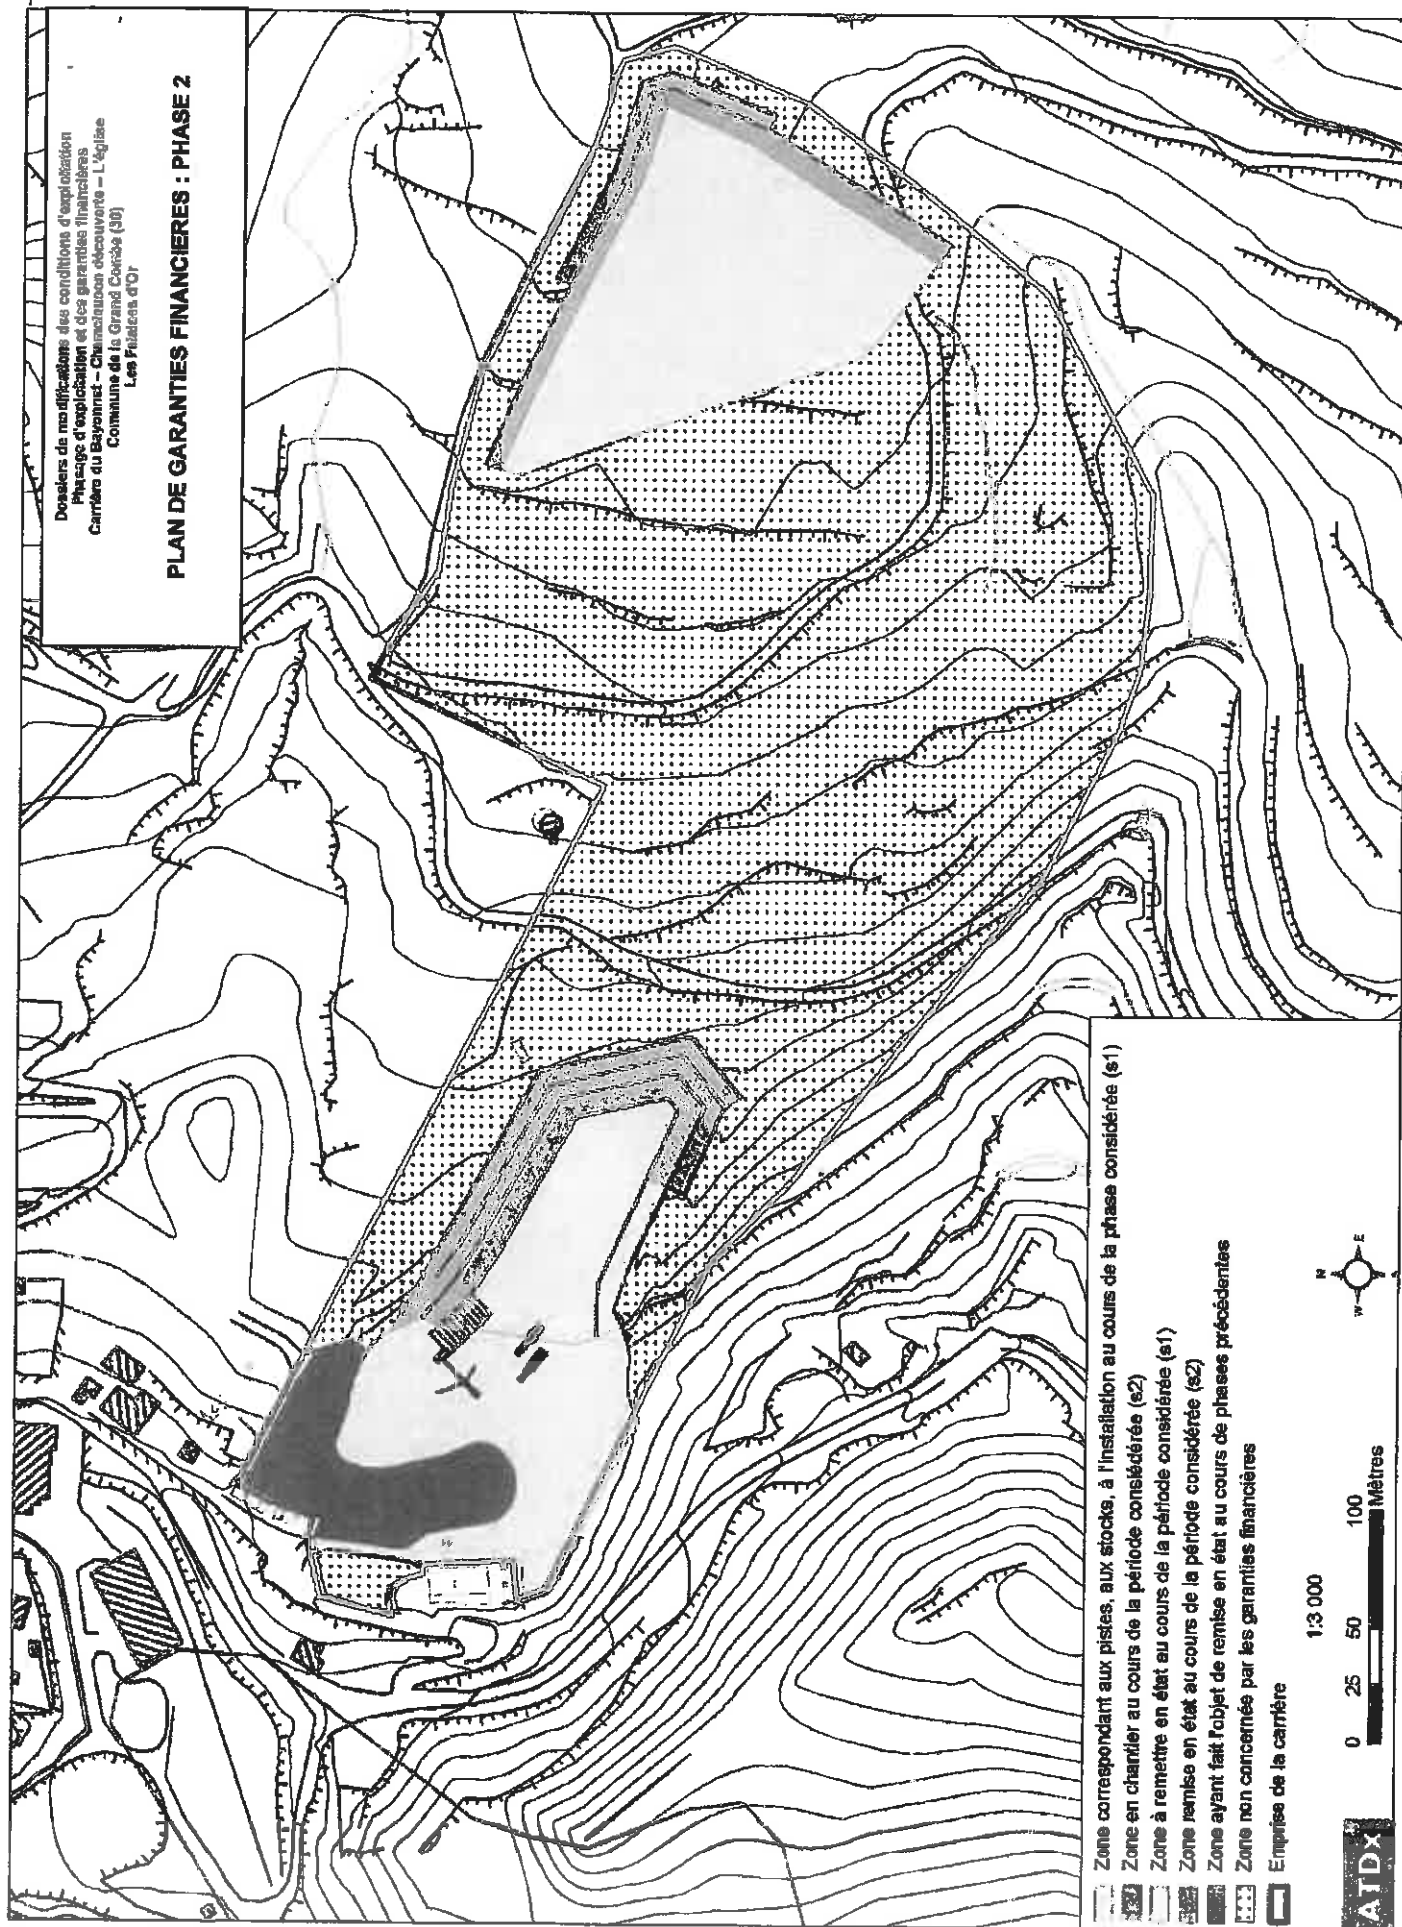 Dossiers de modifications des conditions d'exploitation
Phasage d'exploitation et des garanties financières
Carrière du Bayonnet – découverte – L'église
Commune de la Grand Combe (30)
Les Falaises d'Or
PLAN DE GARANTIES FINANCIERES : PHASE 2
Zone correspondant aux pistes, aux stocks, à l'installation au cours de la phase considérée (s1)
Zone en chantier au cours de la période considérée (s2)
Zone à remettre en état au cours de la période considérée (s1)
Zone remise en état au cours de la période considérée (s2)
Zone ayant fait l'objet de remise en état au cours de phases précédentes
Zone non concernée par les garanties financières
Emprise de la carrière
N
W
E
1:3 000
0 25 50 100
Mètres
ATDx